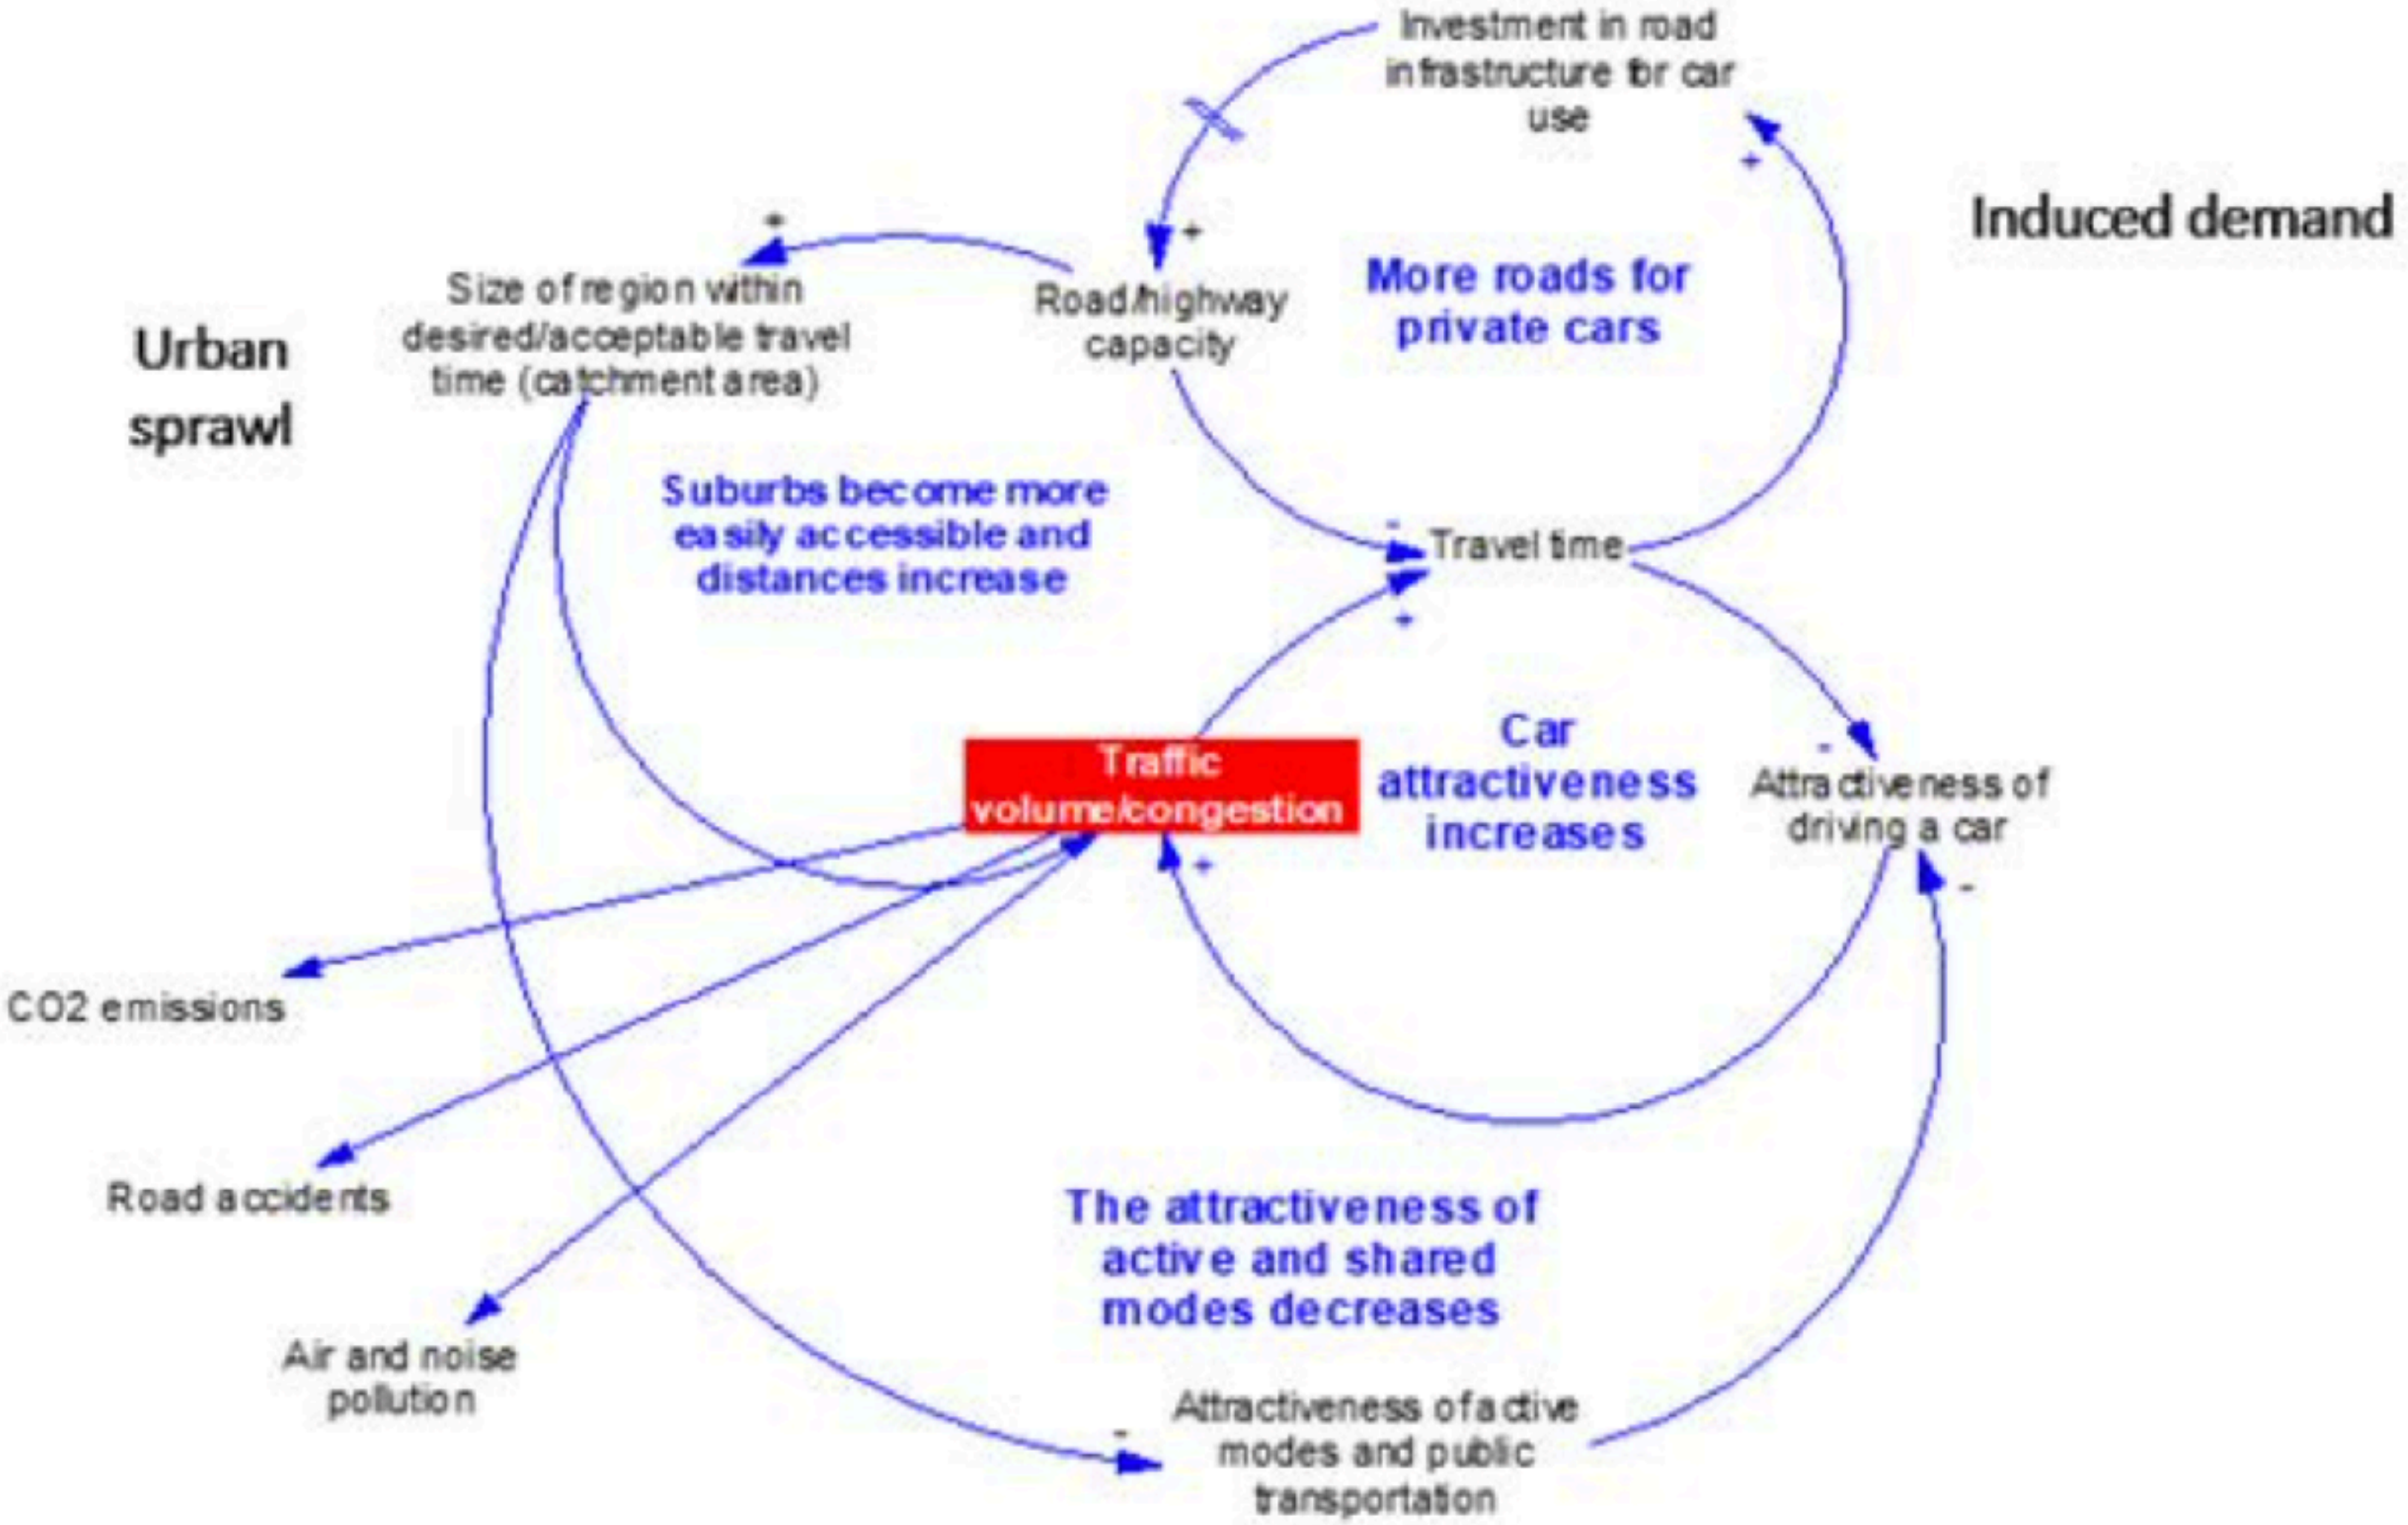 Investment in road
infrastructure for car
use
+
+
+
Induced demand
Size of region within
desired/acceptable travel
time (catchment area)
Road/highway
capacity
More roads for
private cars
Urban
sprawl
Suburbs become more
easily accessible and
distances increase
-
Travel time
+
Traffic
volume/congestion
Car
attractiveness
increases
-
Attractiveness of
driving a car
+
-
CO2 emissions
Road accidents
The attractiveness of
active and shared
modes decreases
Air and noise
pollution
-
Attractiveness of active
modes and public
transportation